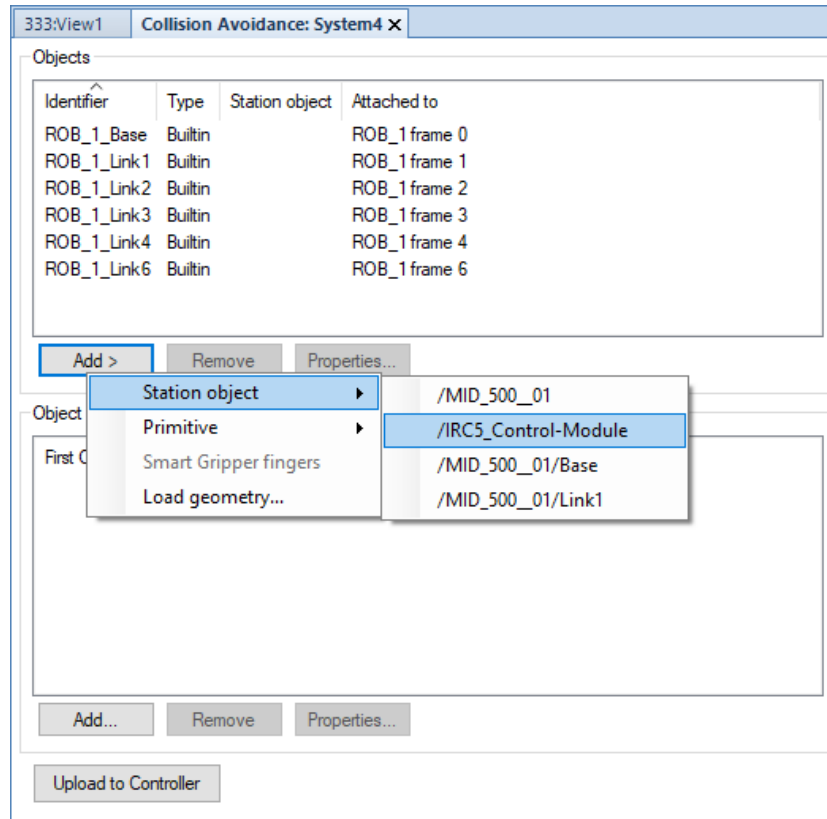 333:View1 Collision Avoidance: System4 X
Objects
Identifier Type Station object Attached to
ROB_1_Base Builtin ROB_1 frame 0
ROB_1_Link1 Builtin ROB_1 frame 1
ROB_1_Link2 Builtin ROB_1 frame 2
ROB_1_Link3 Builtin ROB_1 frame 3
ROB_1_Link4 Builtin ROB_1 frame 4
ROB_1_Link6 Builtin ROB_1 frame 6
Add > Remove Properties...
Station object /MID_500__01
Object Primitive /IRC5_Control-Module
First Smart Gripper fingers /MID_500__01/Base
Load geometry... /MID_500__01/Link1
Add... Remove Properties...
Upload to Controller